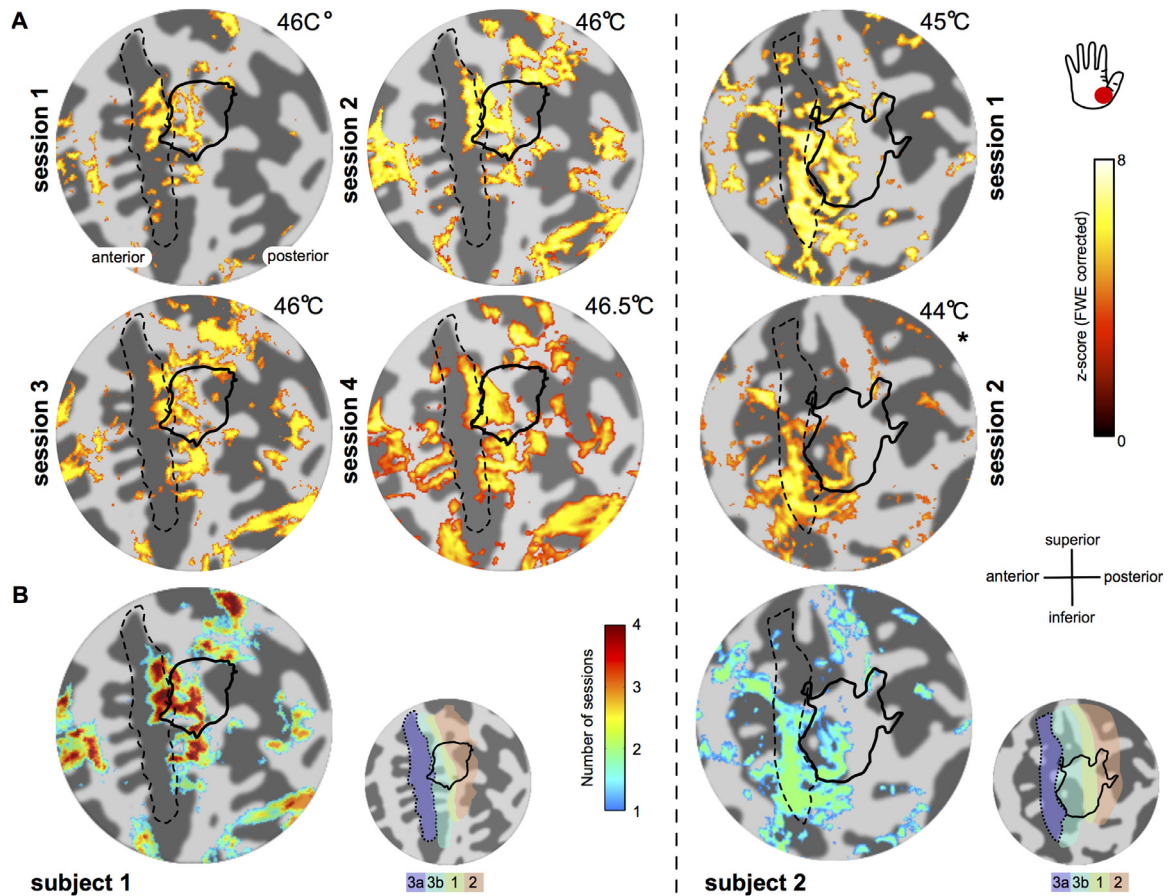 A
46C°
46°C
45°C
session 1
session 2
session 1
anterior
posterior
8
z-score (FWE corrected)
0
46°C
46.5°C
44°C
*
session 3
session 4
session 2
superior
anterior
posterior
inferior
B
4
3
2
1
Number of sessions
3a 3b 1 2
3a 3b 1 2
subject 1
subject 2